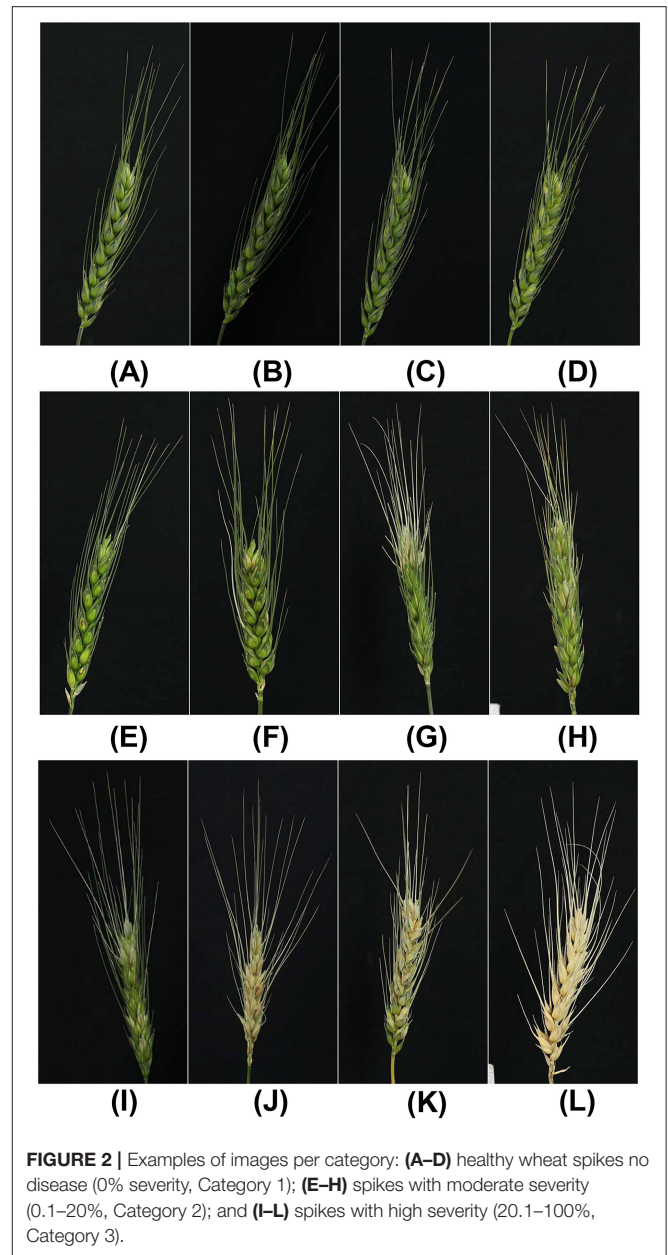 (A) (B) (C) (D)
(E) (F) (G) (H)
(I) (J) (K) (L)
FIGURE 2 | Examples of images per category: (A–D) healthy wheat spikes no
disease (0% severity, Category 1); (E–H) spikes with moderate severity
(0.1–20%, Category 2); and (I–L) spikes with high severity (20.1–100%,
Category 3).